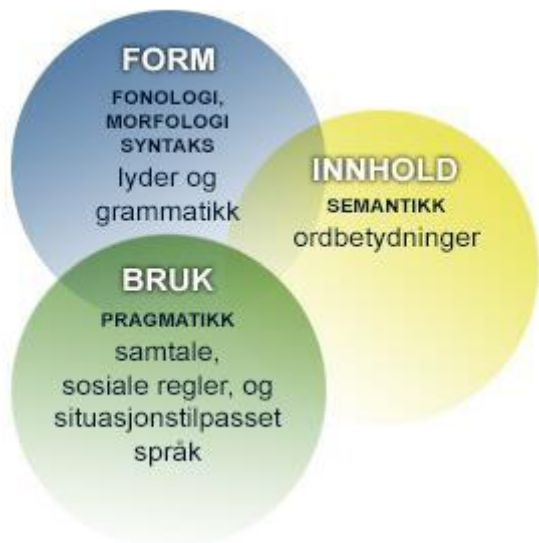 FORM
FONOLOGI,
MORFOLOGI
SYNTAKS
lyder og
grammatikk
INNHOLD
SEMANTIKK
ordbetydninger
BRUK
PRAGMATIKK
samtale,
sosiale regler, og
situasjonstilpasset
språk